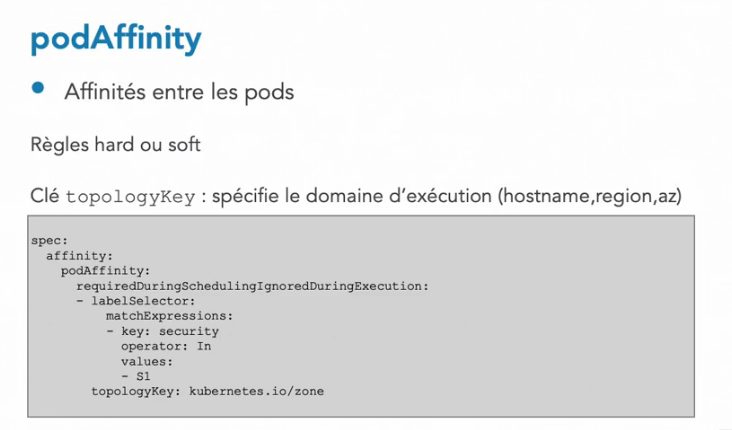 podAffinity
• Affinités entre les pods
Règles hard ou soft
Clé topologyKey : spécifie le domaine d'exécution (hostname,region,az)
spec:
  affinity:
    podAffinity:
      requiredDuringSchedulingIgnoredDuringExecution:
      - labelSelector:
          matchExpressions:
          - key: security
            operator: In
            values:
            - S1
        topologyKey: kubernetes.io/zone